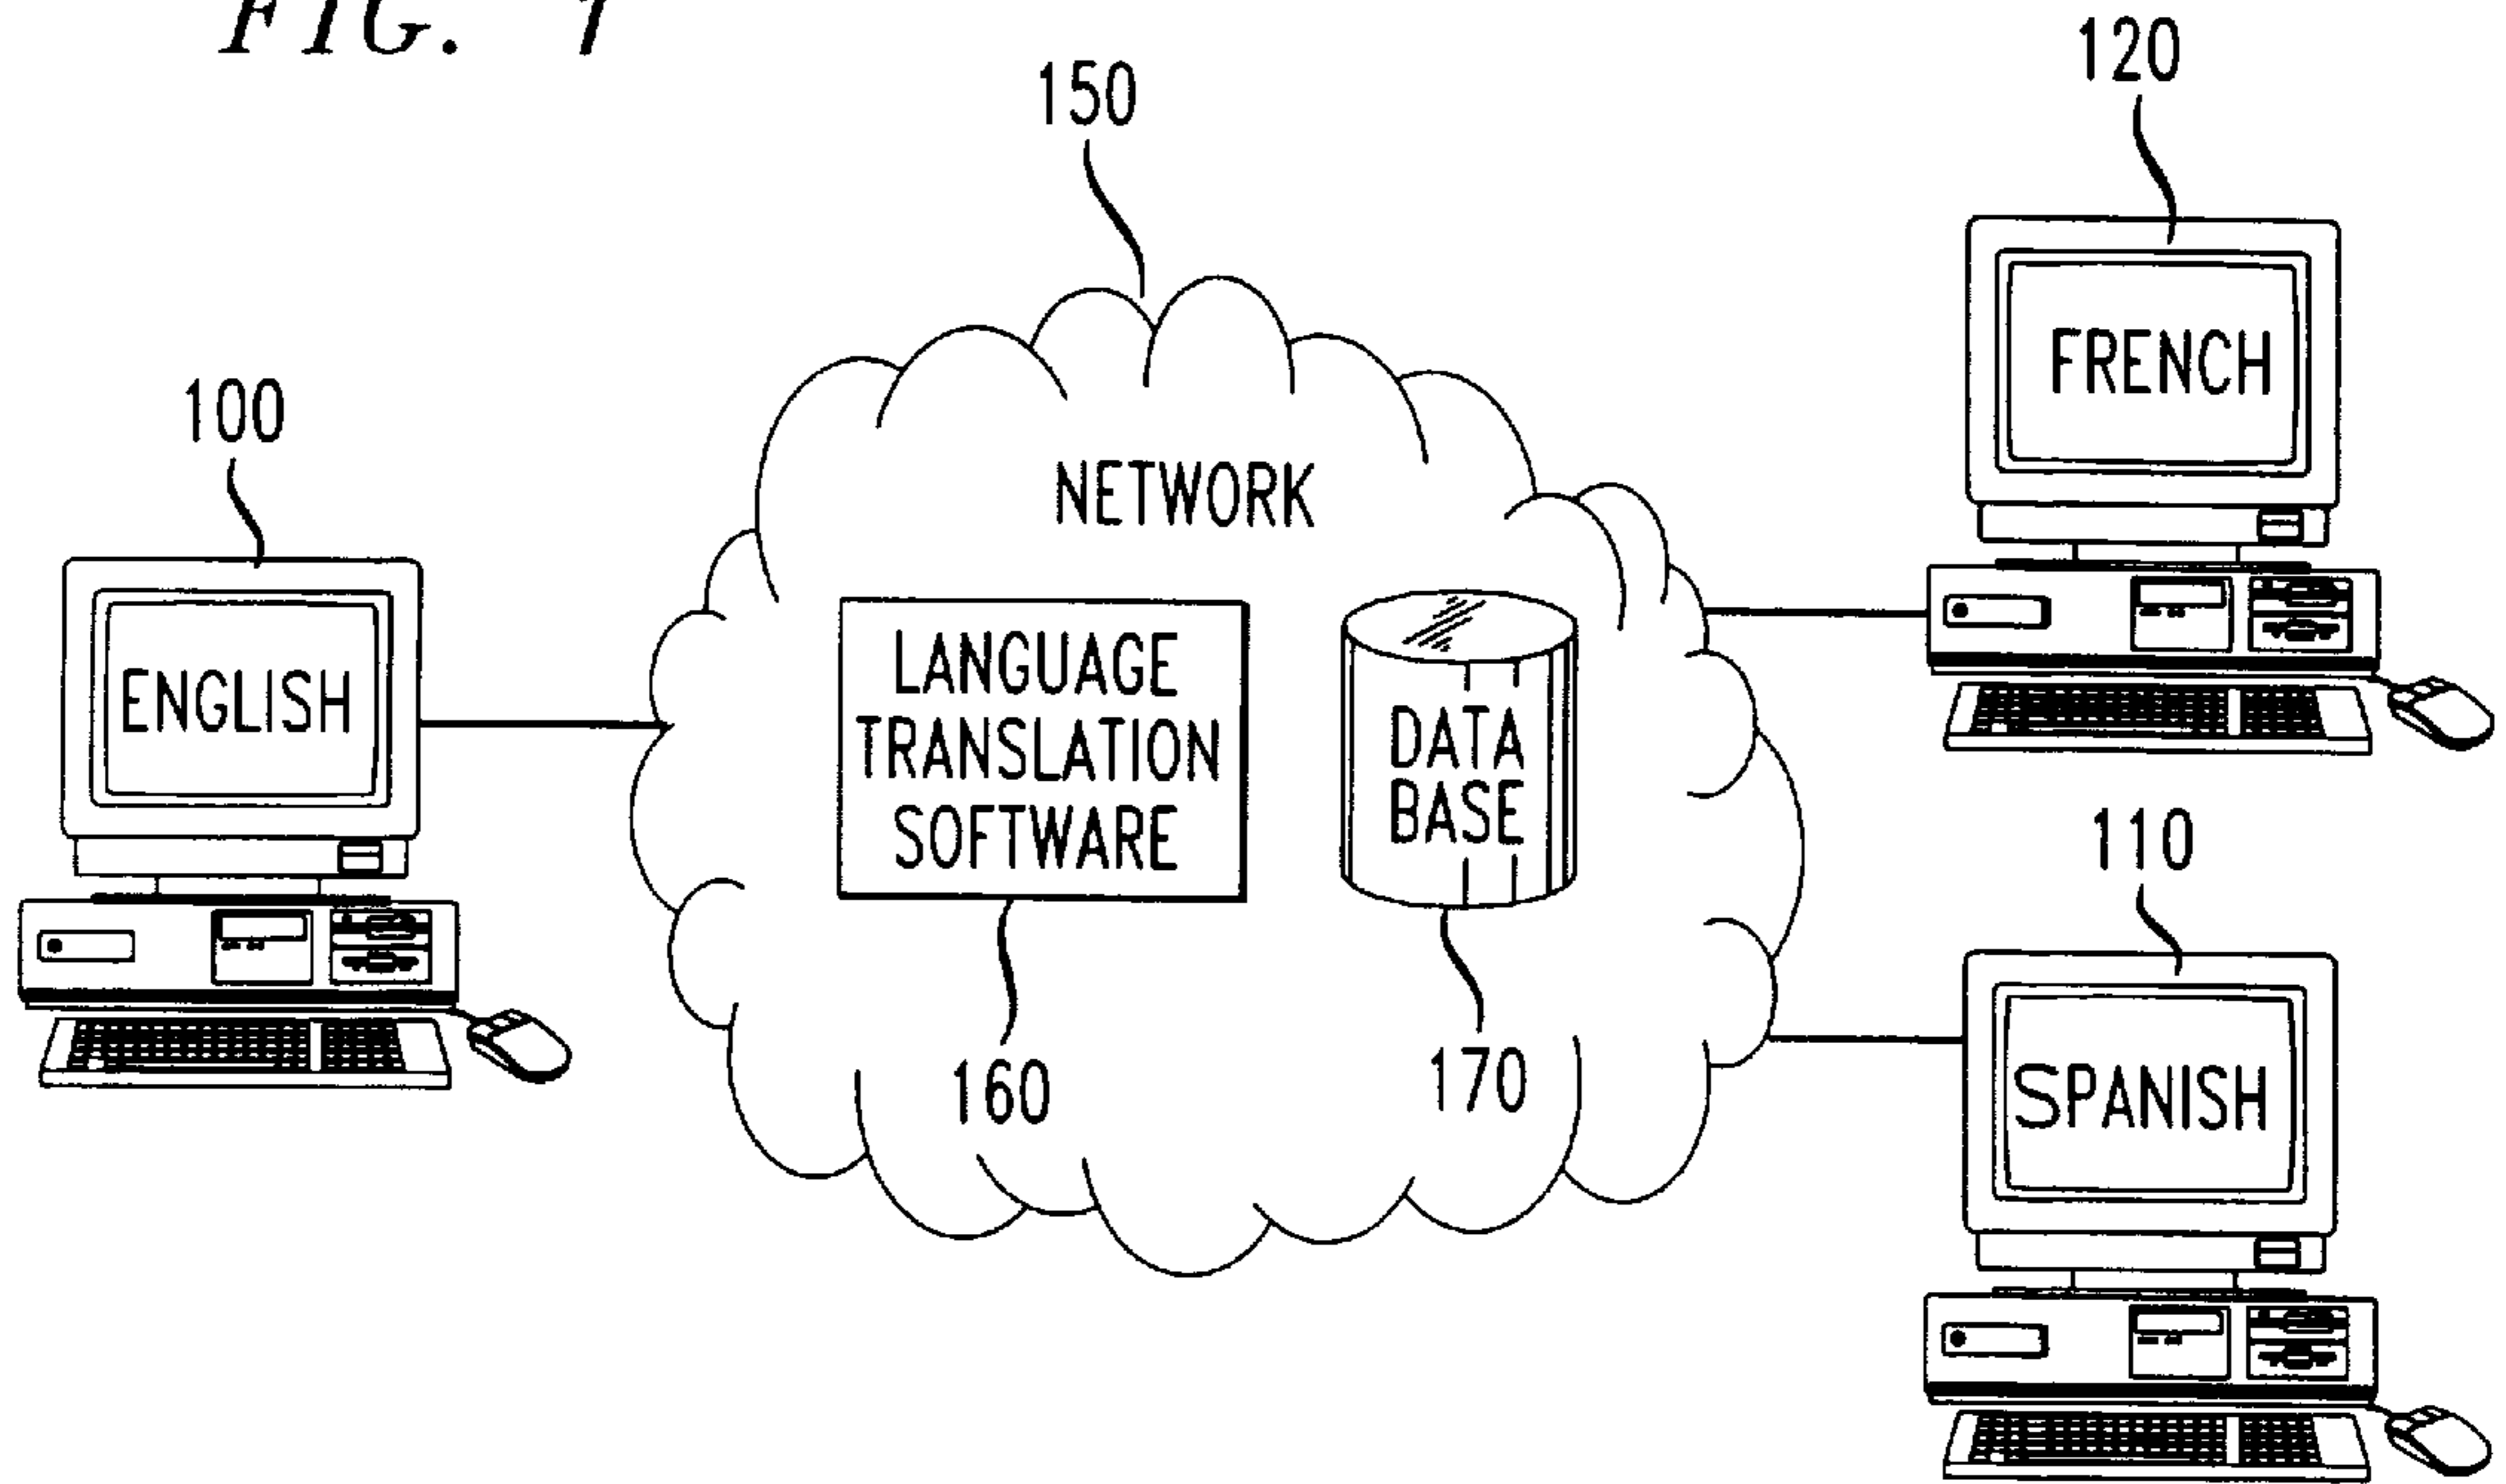 FIG. 1
150
120
100
FRENCH
NETWORK
ENGLISH
LANGUAGE
TRANSLATION
SOFTWARE
DATA
BASE
110
160
170
SPANISH